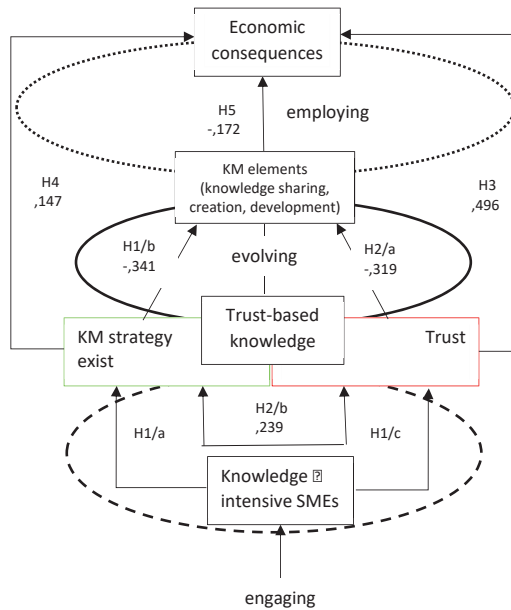 Economic
consequences
H5
-,172
employing
KM elements
(knowledge sharing,
creation, development)
H4
,147
H3
,496
H1/b
-,341
evolving
H2/a
-,319
Trust-based
knowledge
KM strategy
exist
Trust
H2/b
,239
H1/a
H1/c
Knowledge �
intensive SMEs
engaging